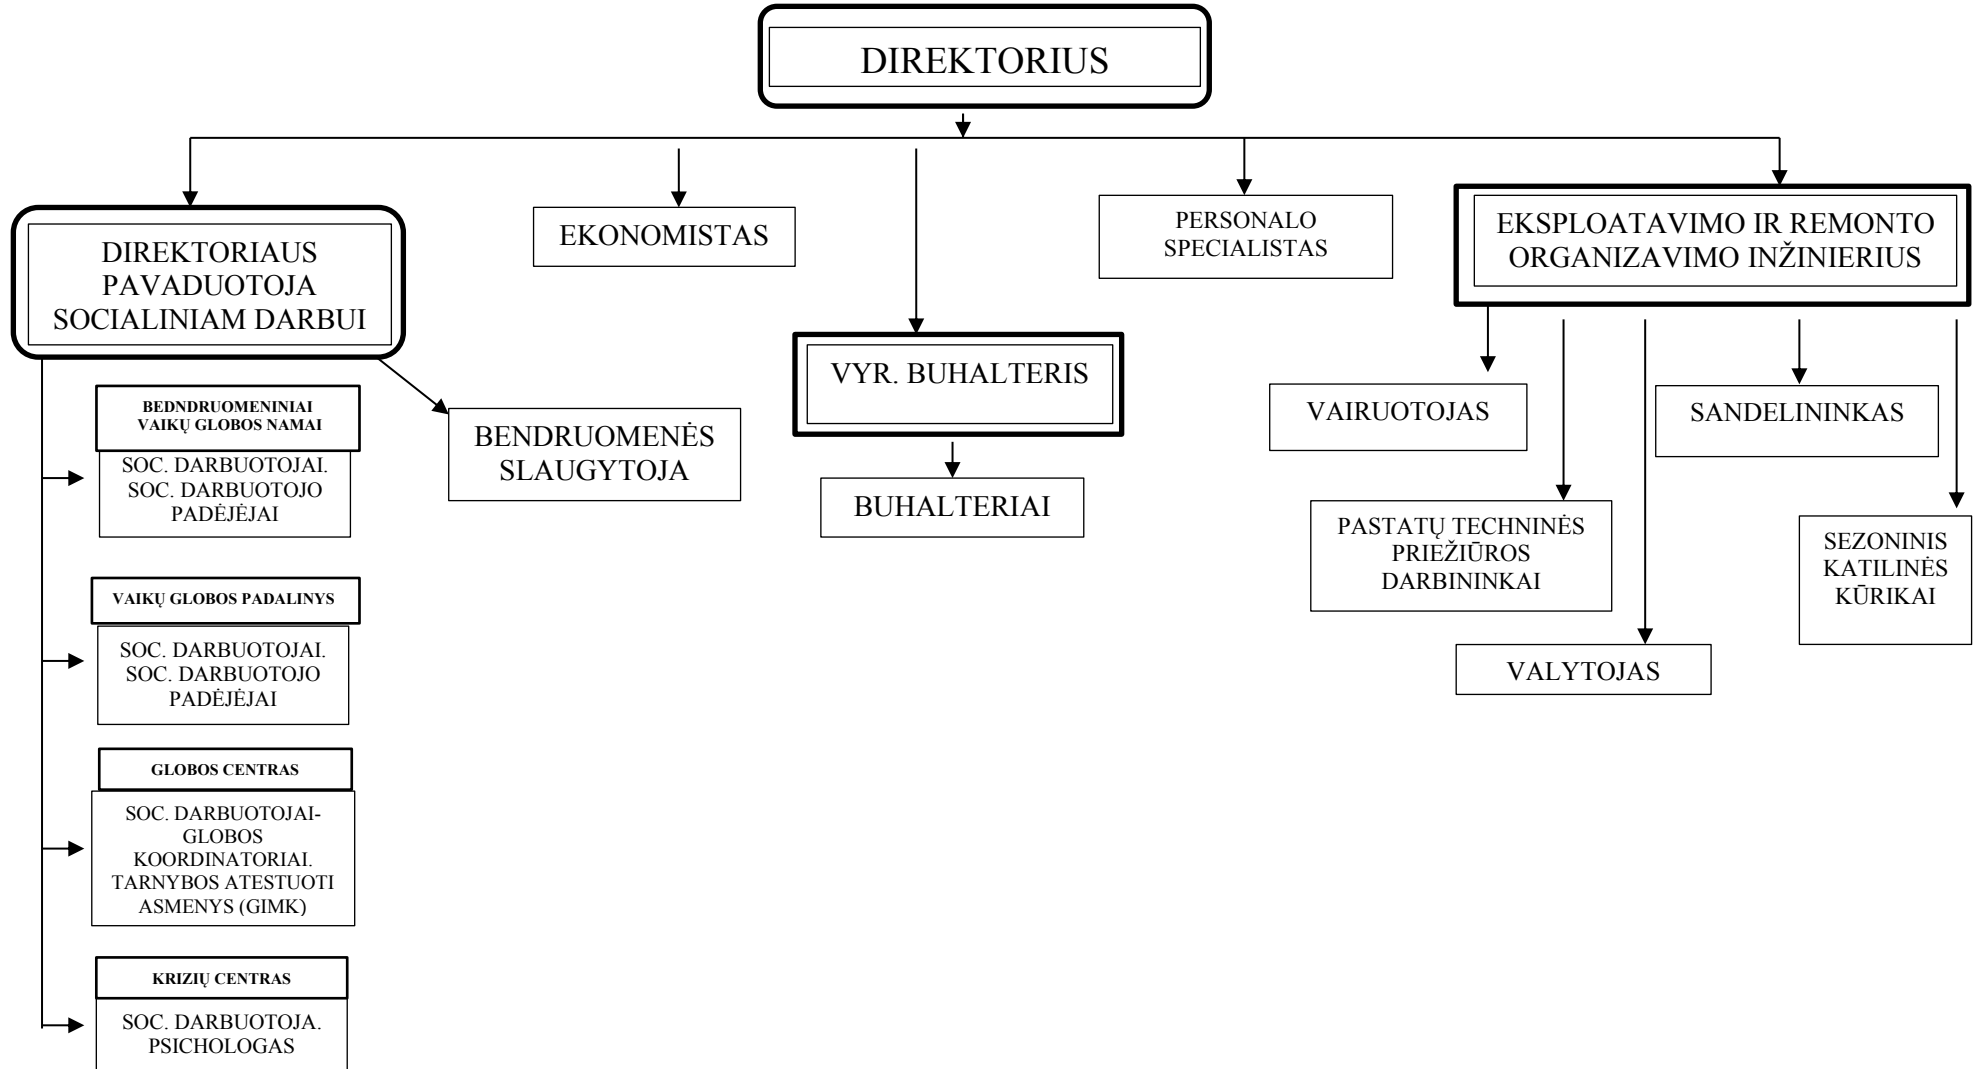 DIREKTORIUS
DIREKTORIAUS
PAVADUOTOJA
SOCIALINIAM DARBUI
EKONOMISTAS
PERSONALO
SPECIALISTAS
EKSPLOATAVIMO IR REMONTO
ORGANIZAVIMO INŽINIERIUS
VYR. BUHALTERIS
BUHALTERIAI
BENDRUOMENĖS
SLAUGYTOJA
BEDNDRUOMENINIAI
VAIKŲ GLOBOS NAMAI
SOC. DARBUOTOJAI.
SOC. DARBUOTOJO
PADĖJĖJAI
VAIKŲ GLOBOS PADALINYS
SOC. DARBUOTOJAI.
SOC. DARBUOTOJO
PADĖJĖJAI
GLOBOS CENTRAS
SOC. DARBUOTOJAI-
GLOBOS
KOORDINATORIAI.
TARNYBOS ATESTUOTI
ASMENYS (GIMK)
KRIZIŲ CENTRAS
SOC. DARBUOTOJA.
PSICHOLOGAS
VAIRUOTOJAS
SANDELININKAS
PASTATŲ TECHNINĖS
PRIEŽIŪROS
DARBININKAI
SEZONINIS
KATILINĖS
KŪRIKAI
VALYTOJAS